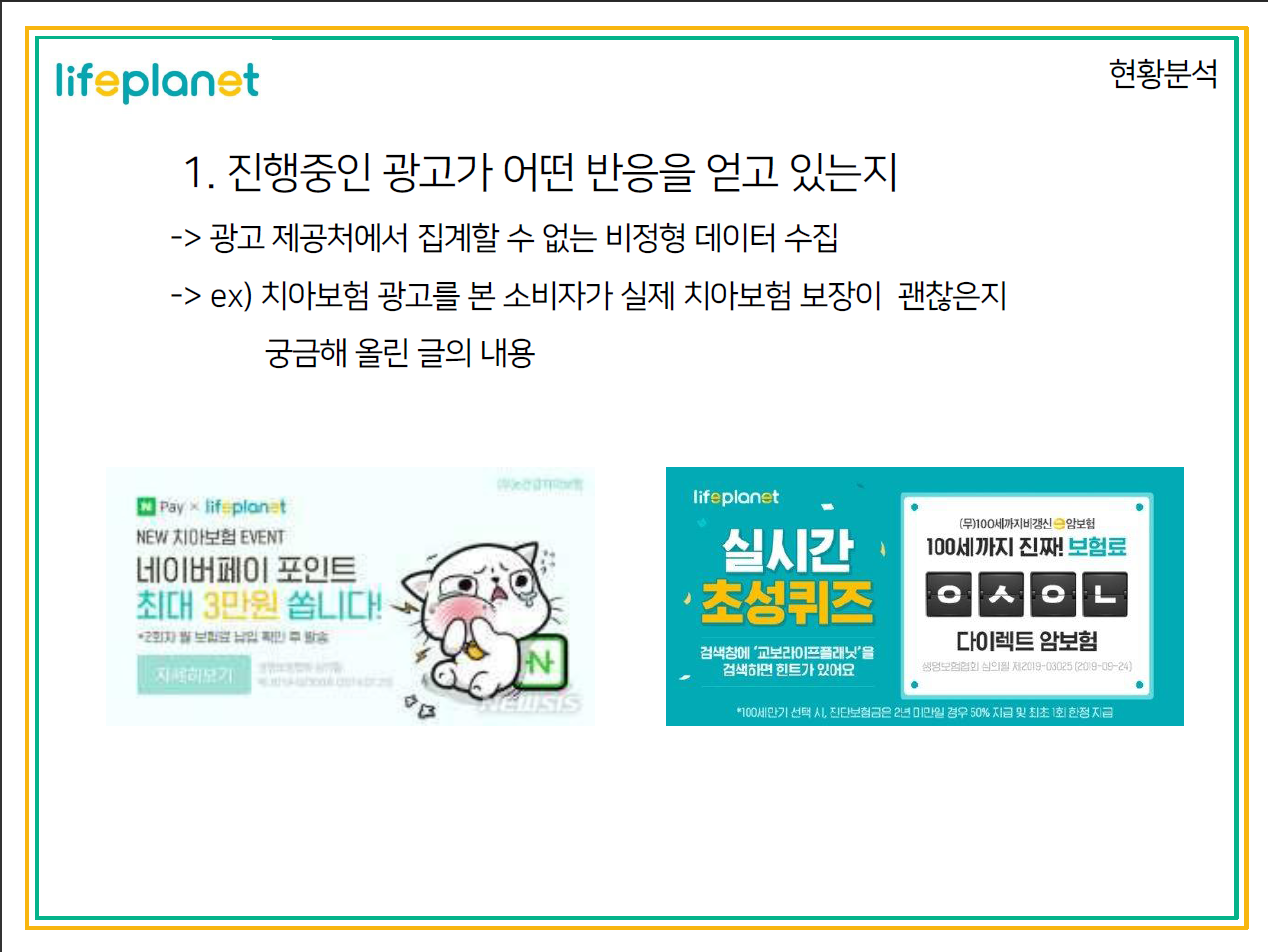 lifeplanet
현황분석
1. 진행중인 광고가 어떤 반응을 얻고 있는지
-> 광고 제공처에서 집계할 수 없는 비정형 데이터 수집
-> ex) 치아보험 광고를 본 소비자가 실제 치아보험 보장이 괜찮은지
궁금해 올린 글의 내용
N Pay × lifeplanet
NEW 치아보험 EVENT
네이버페이 포인트
최대 3만원 쏩니다!
*2회차 월 보험료 납입 확인 후 발송
자세히보기
N
NEWSIS
lifeplanet
실시간
초성퀴즈
검색창에 '교보라이프플래닛'을
검색하면 힌트가 있어요
(무)100세까지비갱신e암보험
100세까지 진짜! 보험료
ㅇㅅㅇㄴ
다이렉트 암보험
생명보험협회 심의필 제2019-03025 (2019-09-24)
*100세만기 선택 시, 진단보험금은 2년 미만일 경우 50% 지급 및 최초 1회 한정 지급